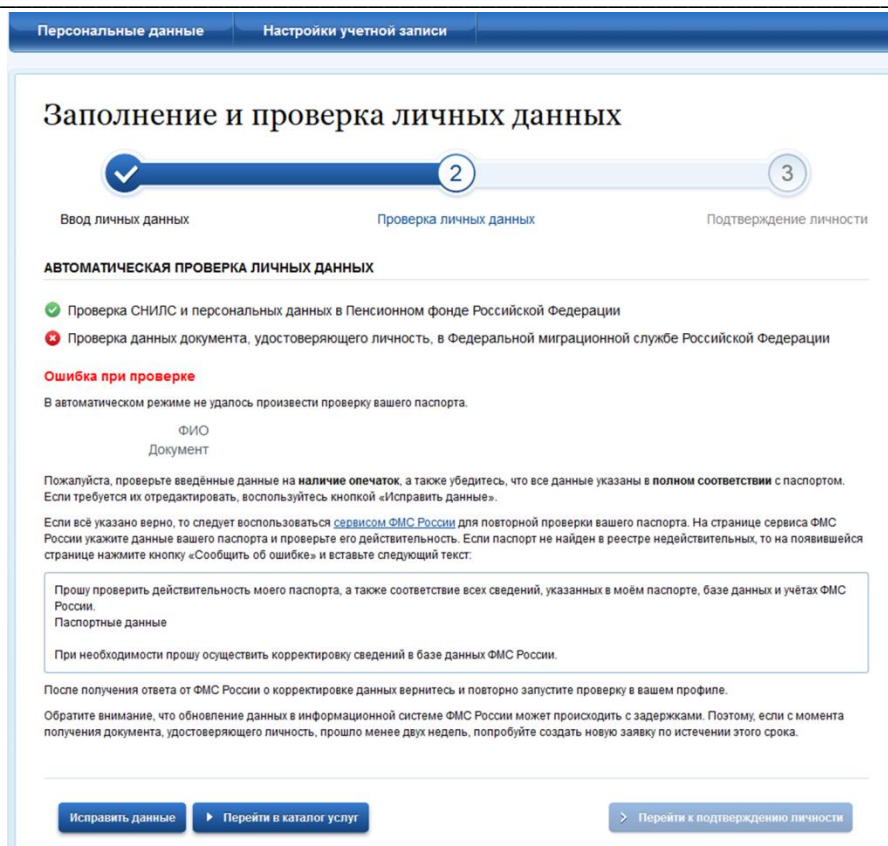 Персональные данные Настройки учетной записи
Заполнение и проверка личных данных
2 3
Ввод личных данных Проверка личных данных Подтверждение личности
АВТОМАТИЧЕСКАЯ ПРОВЕРКА ЛИЧНЫХ ДАННЫХ
Проверка СНИЛС и персональных данных в Пенсионном фонде Российской Федерации
Проверка данных документа, удостоверяющего личность, в Федеральной миграционной службе Российской Федерации
Ошибка при проверке
В автоматическом режиме не удалось произвести проверку вашего паспорта.
ФИО
Документ
Пожалуйста, проверьте введённые данные на наличие опечаток, а также убедитесь, что все данные указаны в полном соответствии с паспортом.
Если требуется их отредактировать, воспользуйтесь кнопкой «Исправить данные».
Если всё указано верно, то следует воспользоваться сервисом ФМС России для повторной проверки вашего паспорта. На странице сервиса ФМС
России укажите данные вашего паспорта и проверьте его действительность. Если паспорт не найден в реестре недействительных, то на появившейся
странице нажмите кнопку «Сообщить об ошибке» и вставьте следующий текст:
Прошу проверить действительность моего паспорта, а также соответствие всех сведений, указанных в моём паспорте, базе данных и учётах ФМС
России.
Паспортные данные
При необходимости прошу осуществить корректировку сведений в базе данных ФМС России.
После получения ответа от ФМС России о корректировке данных вернитесь и повторно запустите проверку в вашем профиле.
Обратите внимание, что обновление данных в информационной системе ФМС России может происходить с задержками. Поэтому, если с момента
получения документа, удостоверяющего личность, прошло менее двух недель, попробуйте создать новую заявку по истечении этого срока.
Исправить данные Перейти в каталог услуг Перейти к подтверждению личности